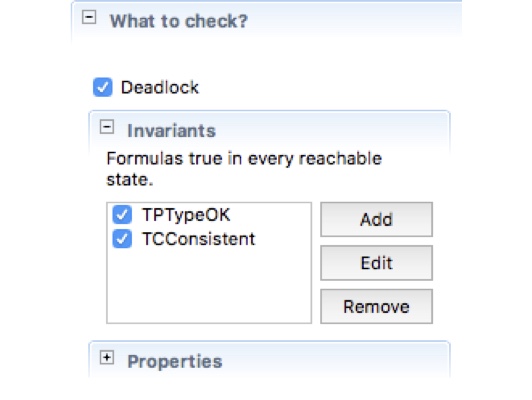 What to check?
Deadlock
Invariants
Formulas true in every reachable
state.
TPTypeOK
TCConsistent
Add
Edit
Remove
Properties